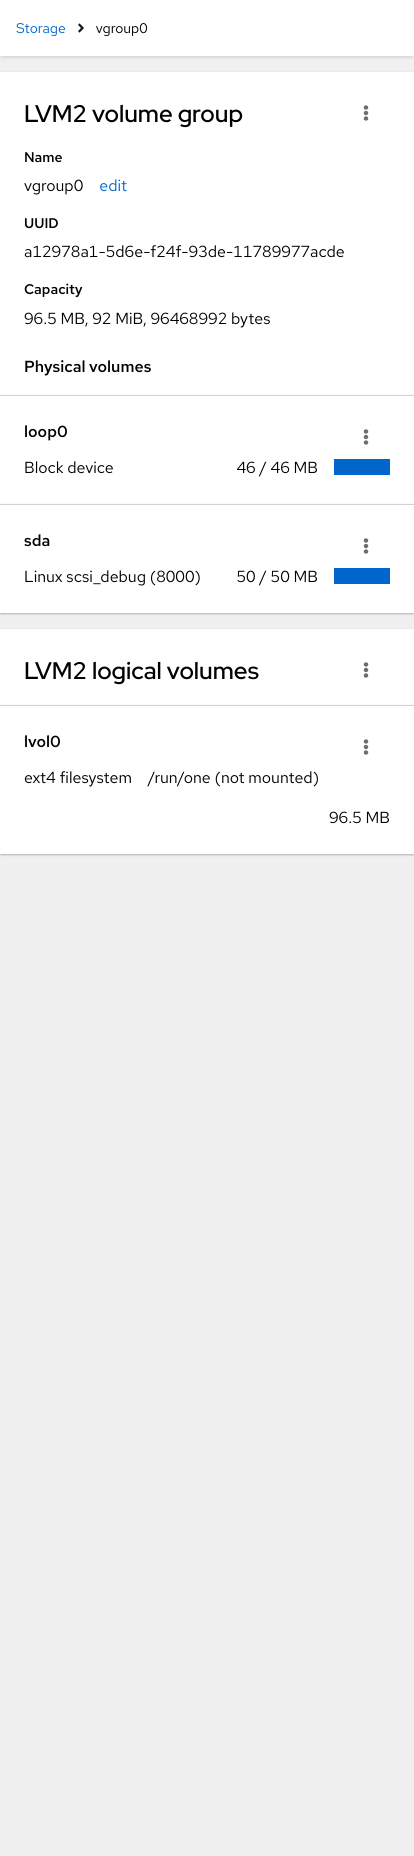 Storage > vgroup0
LVM2 volume group
Name
vgroup0 edit
UUID
a12978a1-5d6e-f24f-93de-11789977acde
Capacity
96.5 MB, 92 MiB, 96468992 bytes
Physical volumes
loop0
Block device 46 / 46 MB
sda
Linux scsi_debug (8000) 50 / 50 MB
LVM2 logical volumes
lvol0
ext4 filesystem /run/one (not mounted)
96.5 MB